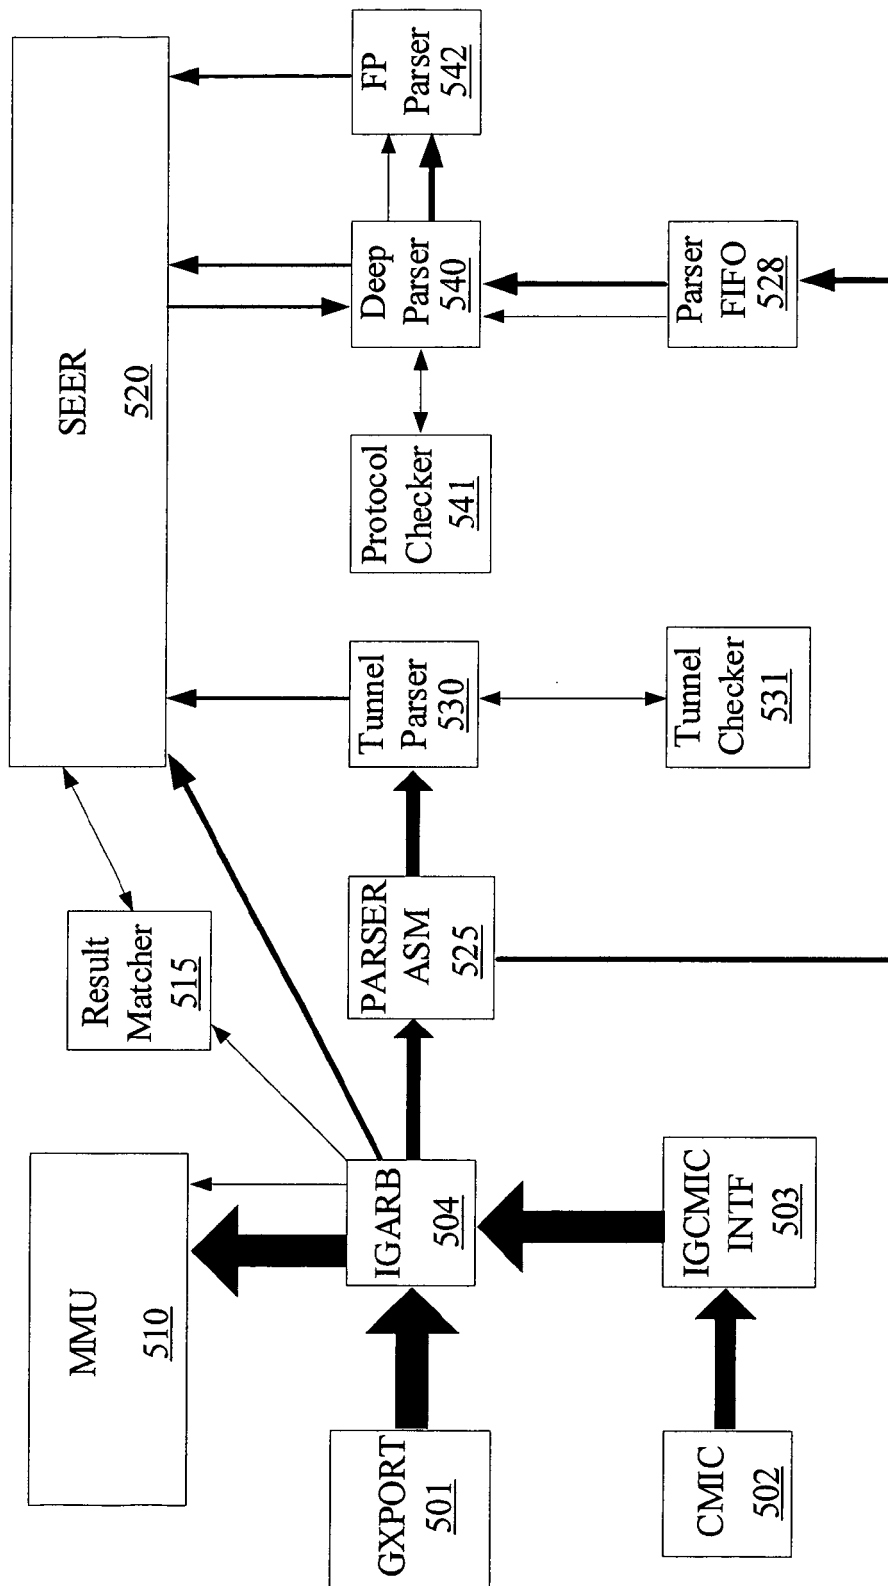 MMU
510
SEER
520
Result
Matcher
515
GXPORT
501
IGARB
504
PARSER
ASM
525
Tunnel
Parser
530
Protocol
Checker
541
Deep
Parser
540
FP
Parser
542
CMIC
502
IGCMIC
INTF
503
Tunnel Checker
531
Parser
FIFO
528